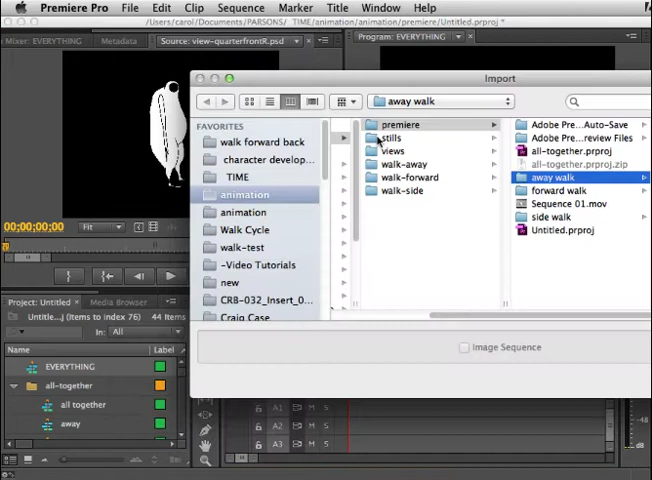 Premiere Pro File Edit Clip Sequence Marker Title Window Help
/Users/carol/Documents/PARSONS/_TIME/animation/animation/premiere/Untitled.prproj *
Mixer: EVERYTHING Metadata Source: view-quarterfrontR.psd Program: EVERYTHING
Import
away walk
FAVORITES
walk forward back
character develop...
TIME
animation
animation
Walk Cycle
walk-test
-Video Tutorials
new
CRB-032_Insert_0...
Craig Case
premiere
stills
views
walk-away
walk-forward
walk-side
Adobe Pre...Auto-Save
Adobe Pre...review Files
all-together.prproj
all-together.prproj.zip
away walk
forward walk
Sequence 01.mov
side walk
Untitled.prproj
00;00;00;00 Fit
Image Sequence
Project: Untitled Media Browser
Untitle...j (Items to index 76) 44 Items
In: All
Name Label
EVERYTHING
all-together
all together
away
A1 M S
A2 M S
A3 M S